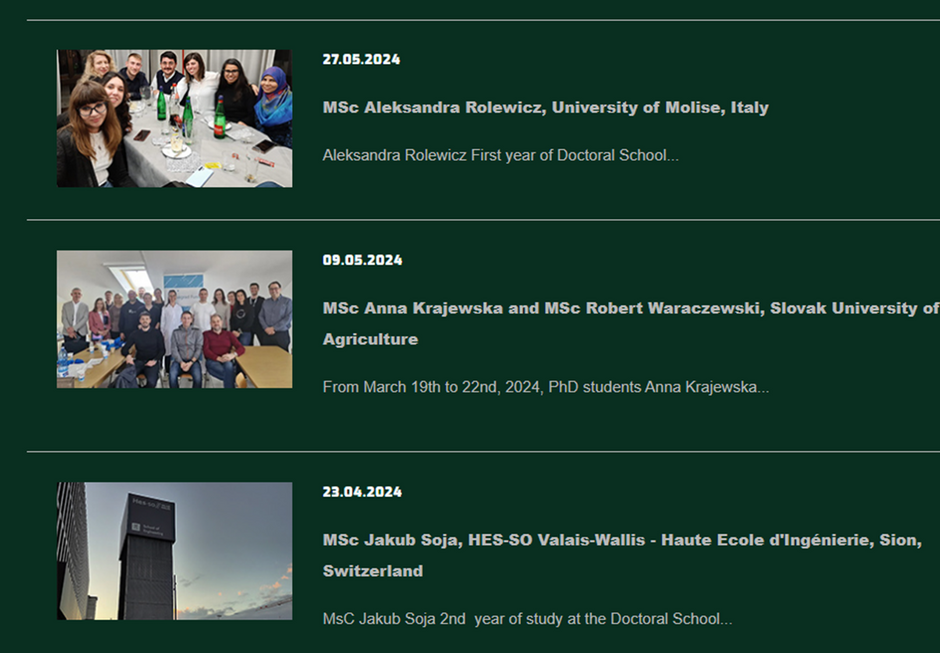 27.05.2024
MSc Aleksandra Rolewicz, University of Molise, Italy
Aleksandra Rolewicz First year of Doctoral School...
09.05.2024
MSc Anna Krajewska and MSc Robert Waraczewski, Slovak University of
Agriculture
From March 19th to 22nd, 2024, PhD students Anna Krajewska...
23.04.2024
MSc Jakub Soja, HES-SO Valais-Wallis - Haute Ecole d'Ingénierie, Sion,
Switzerland
MsC Jakub Soja 2nd  year of study at the Doctoral School...